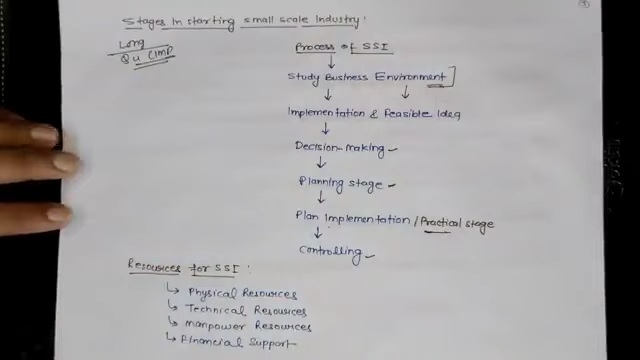 Stages in starting small scale Industry:
Long
Qu (IMP
Process of SSI
Study Business Environment
Implementation & Feasible Idea
Decision-making
Planning stage
Plan Implementation / Practical stage
Controlling
Resources for SSI:
Physical Resources
Technical Resources
Manpower Resources
Financial Support